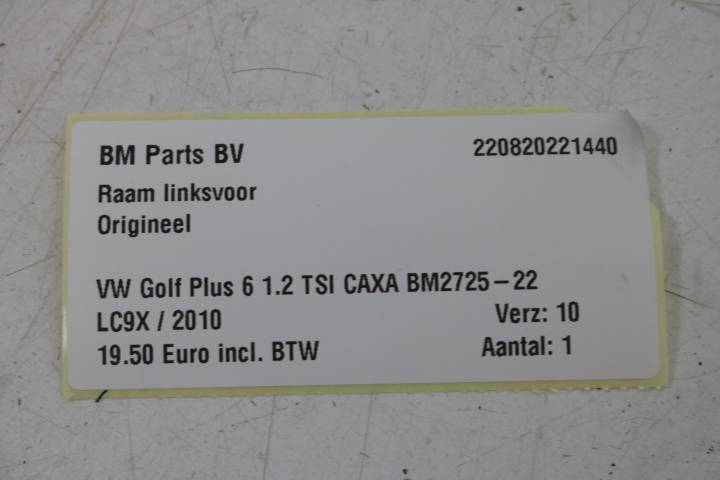 BM Parts BV 220820221440
Raam linksvoor
Origineel
VW Golf Plus 6 1.2 TSI CAXA BM2725-22
LC9X / 2010 Verz: 10
19.50 Euro incl. BTW Aantal: 1